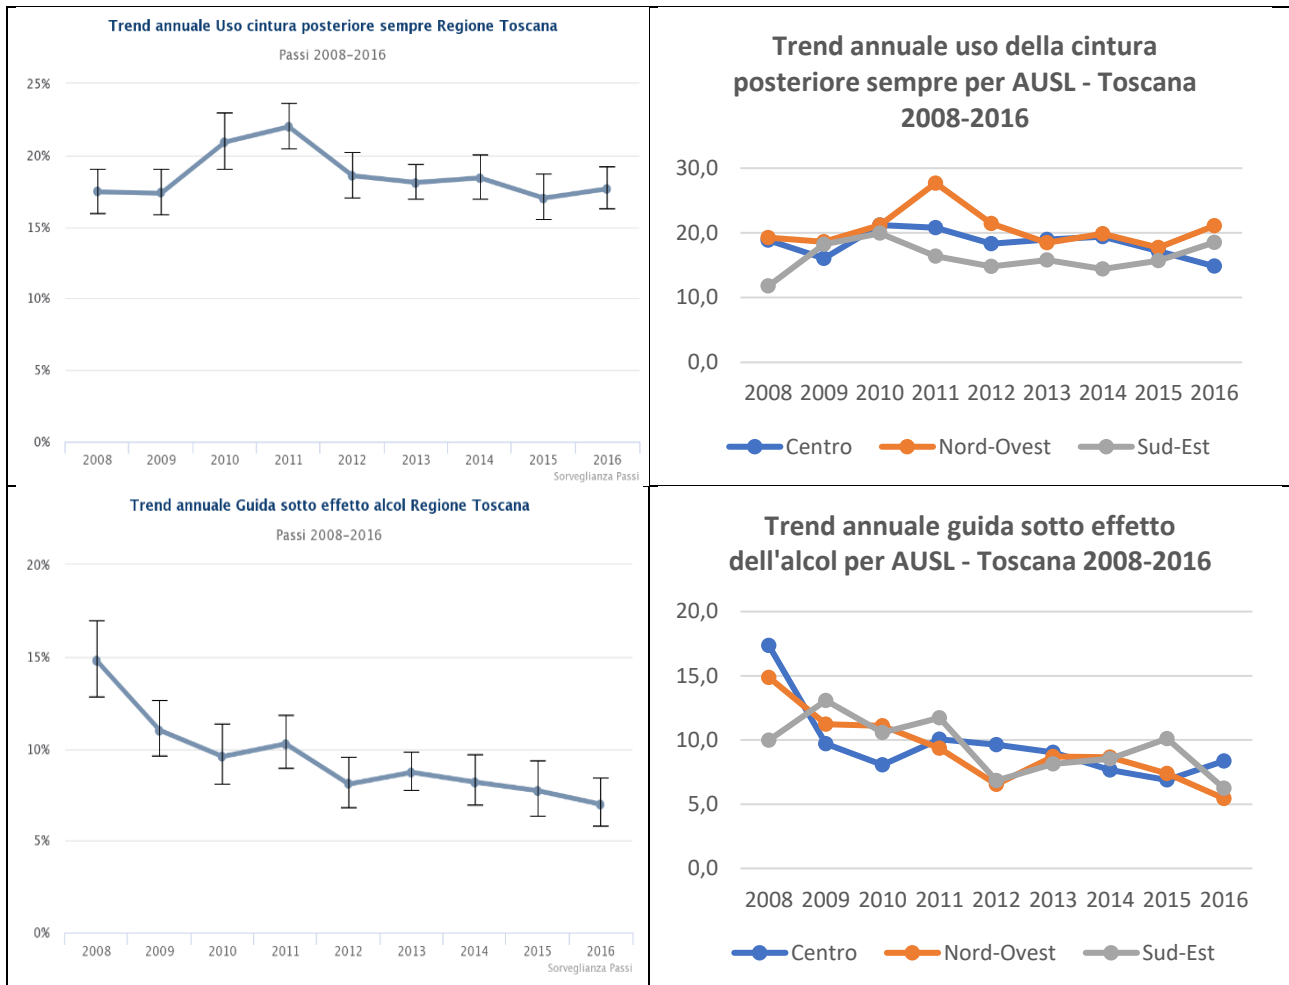 Trend annuale Uso cintura posteriore sempre Regione Toscana
Passi 2008-2016
25%
20%
15%
10%
5%
0%
2008 2009 2010 2011 2012 2013 2014 2015 2016
Sorveglianza Passi
Trend annuale uso della cintura
posteriore sempre per AUSL - Toscana
2008-2016
30,0
20,0
10,0
0,0
2008 2009 2010 2011 2012 2013 2014 2015 2016
Centro Nord-Ovest Sud-Est
Trend annuale Guida sotto effetto alcol Regione Toscana
Passi 2008-2016
20%
15%
10%
5%
0%
2008 2009 2010 2011 2012 2013 2014 2015 2016
Sorveglianza Passi
Trend annuale guida sotto effetto
dell'alcol per AUSL - Toscana 2008-2016
20,0
15,0
10,0
5,0
0,0
2008 2009 2010 2011 2012 2013 2014 2015 2016
Centro Nord-Ovest Sud-Est